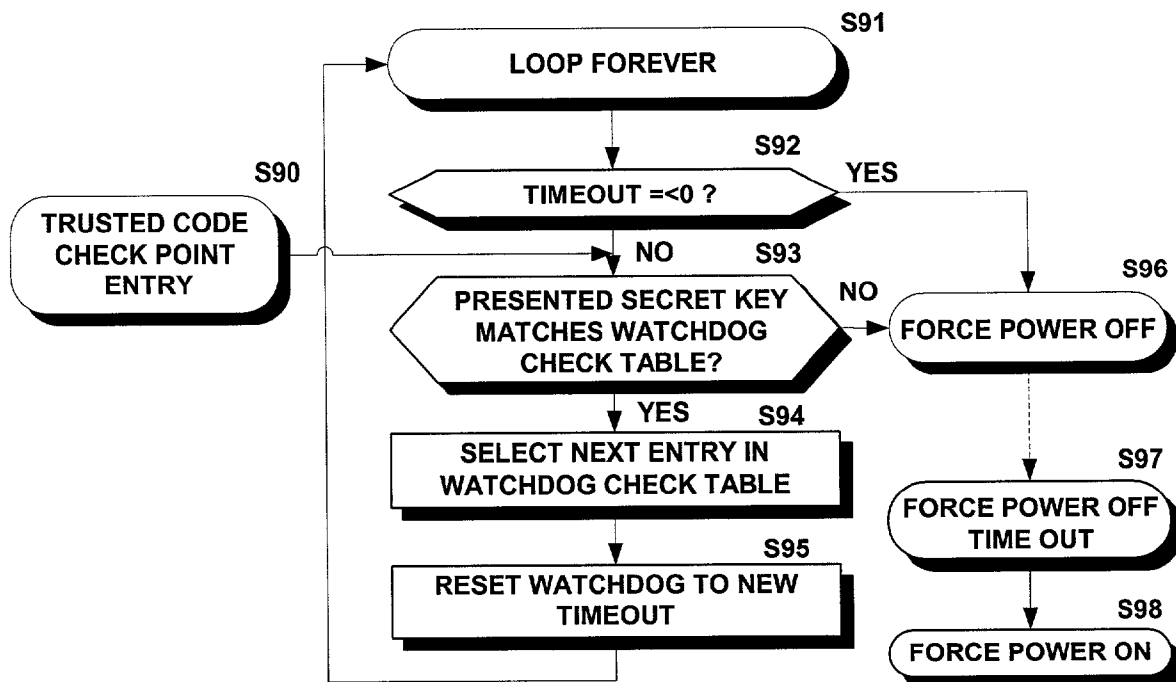 S91
LOOP FOREVER
S92
TIMEOUT =<0 ?
YES
S90
TRUSTED CODE
CHECK POINT
ENTRY
NO
S93
PRESENTED SECRET KEY
MATCHES WATCHDOG
CHECK TABLE?
NO
S96
FORCE POWER OFF
YES
S94
SELECT NEXT ENTRY IN
WATCHDOG CHECK TABLE
S97
FORCE POWER OFF
TIME OUT
S95
RESET WATCHDOG TO NEW
TIMEOUT
S98
FORCE POWER ON